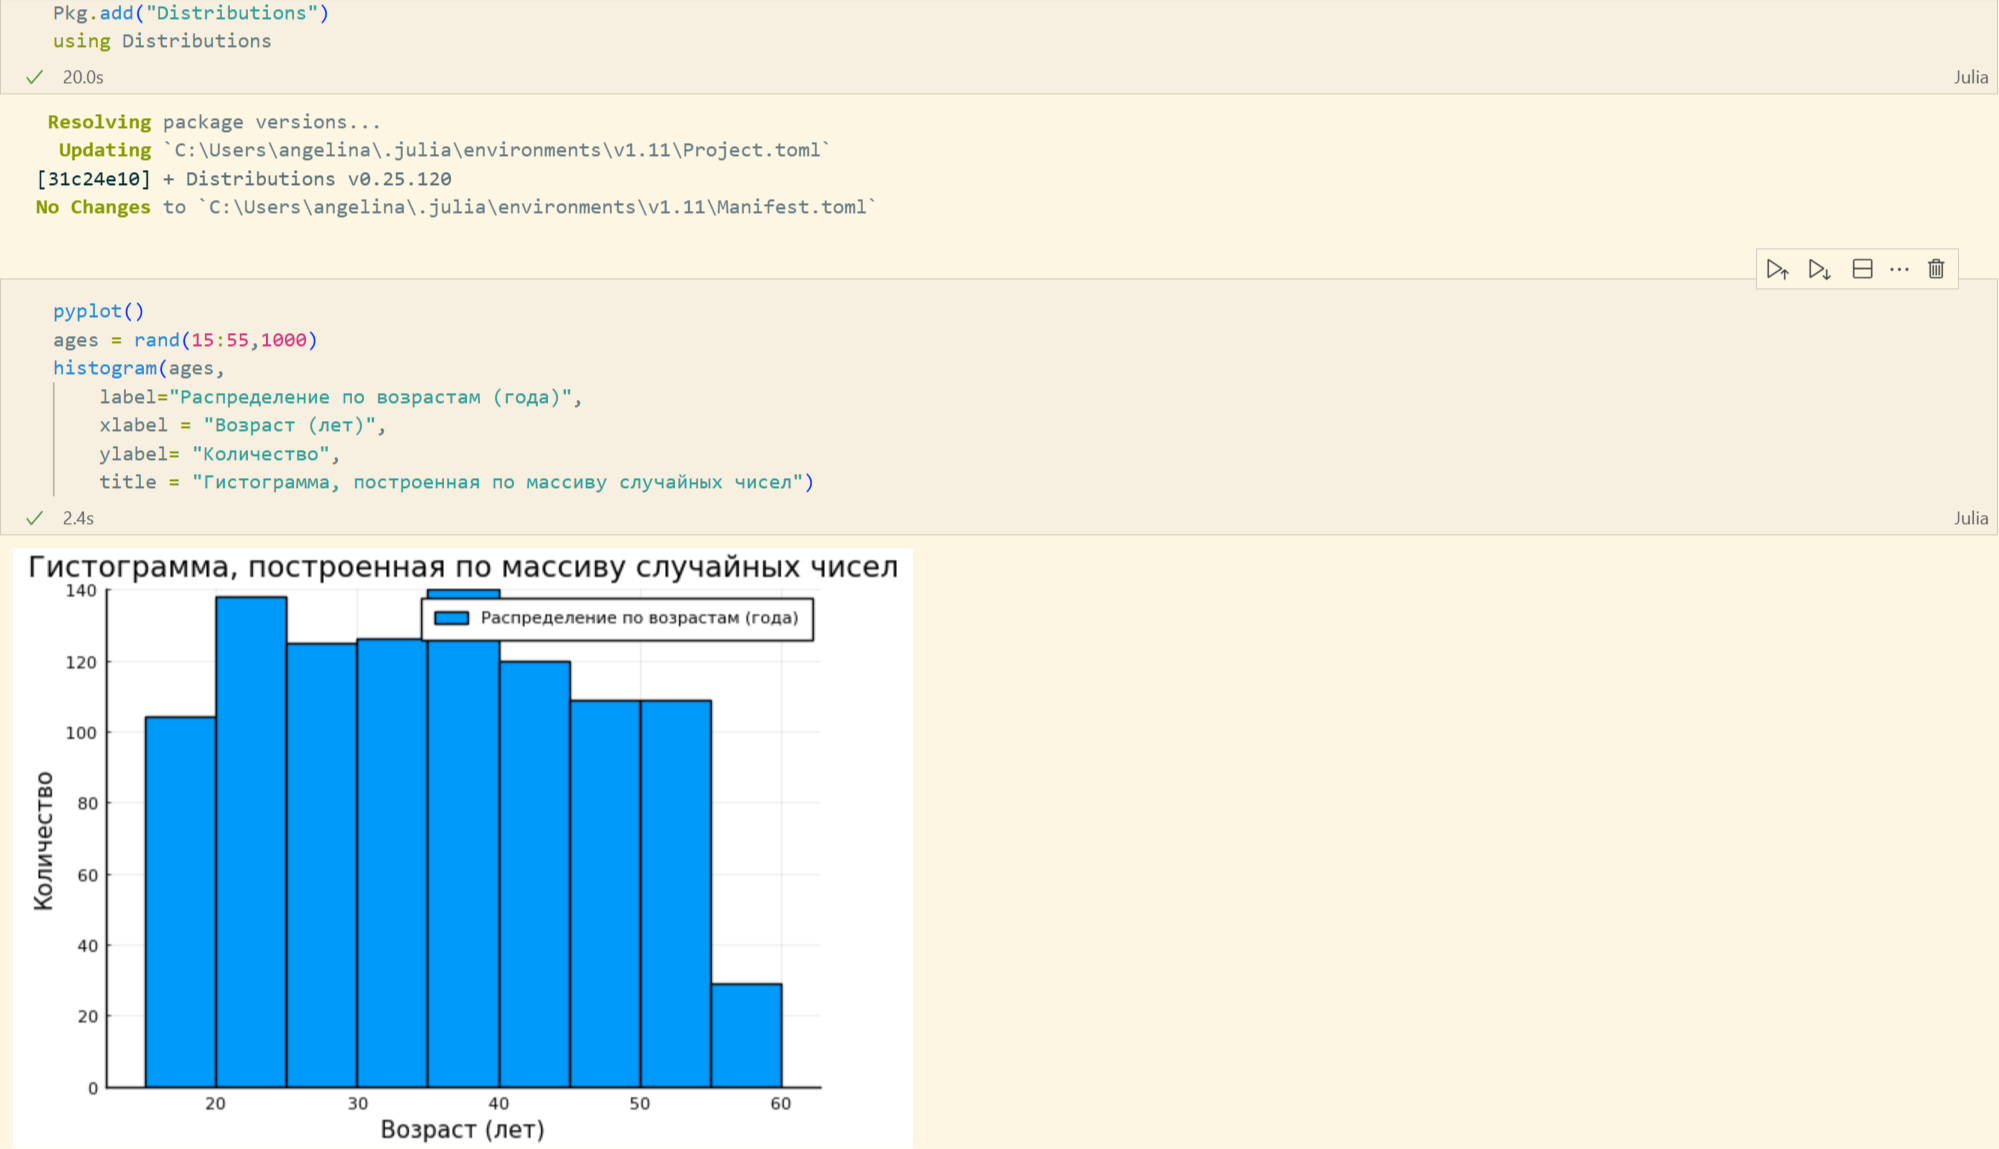 Pkg.add("Distributions")
using Distributions
20.0s
Julia
Resolving package versions...
Updating `C:\Users\angelina\.julia\environments\v1.11\Project.toml`
[31c24e10] + Distributions v0.25.120
No Changes to `C:\Users\angelina\.julia\environments\v1.11\Manifest.toml`
pyplot()
ages = rand(15:55,1000)
histogram(ages,
label="Распределение по возрастам (года)",
xlabel = "Возраст (лет)",
ylabel= "Количество",
title = "Гистограмма, построенная по массиву случайных чисел")
2.4s
Julia
Гистограмма, построенная по массиву случайных чисел
Распределение по возрастам (года)
140
120
100
80
60
40
20
0
Количество
20 30 40 50 60
Возраст (лет)